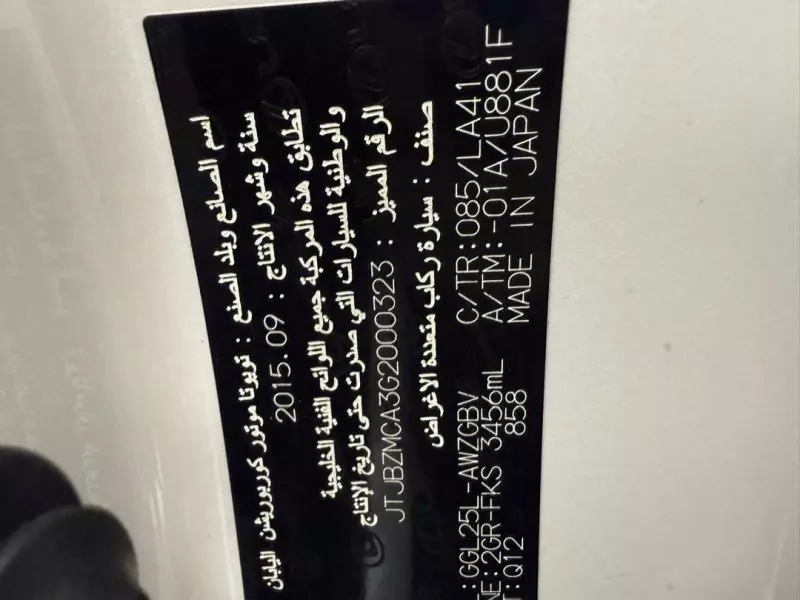 اسم الصانع وبلد الصنع : تويوتا موتور كوربوريشن اليابان
سنة وشهر الانتاج : 2015.09
تطابق هذه المركبة جميع اللوائح الفنية الخليجية
والوطنية للسيارات التي صدرت حتى تاريخ الإنتاج
الرقم المميز : JTJBZMCA3G2000323
صنف : سيارة ركاب متعددة الاغراض
:GGL25L-AWZGBV C/TR:085/LA41
NE:2GR-FKS 3456mL A/TM:-01A/U881F
T:Q12 858 MADE IN JAPAN